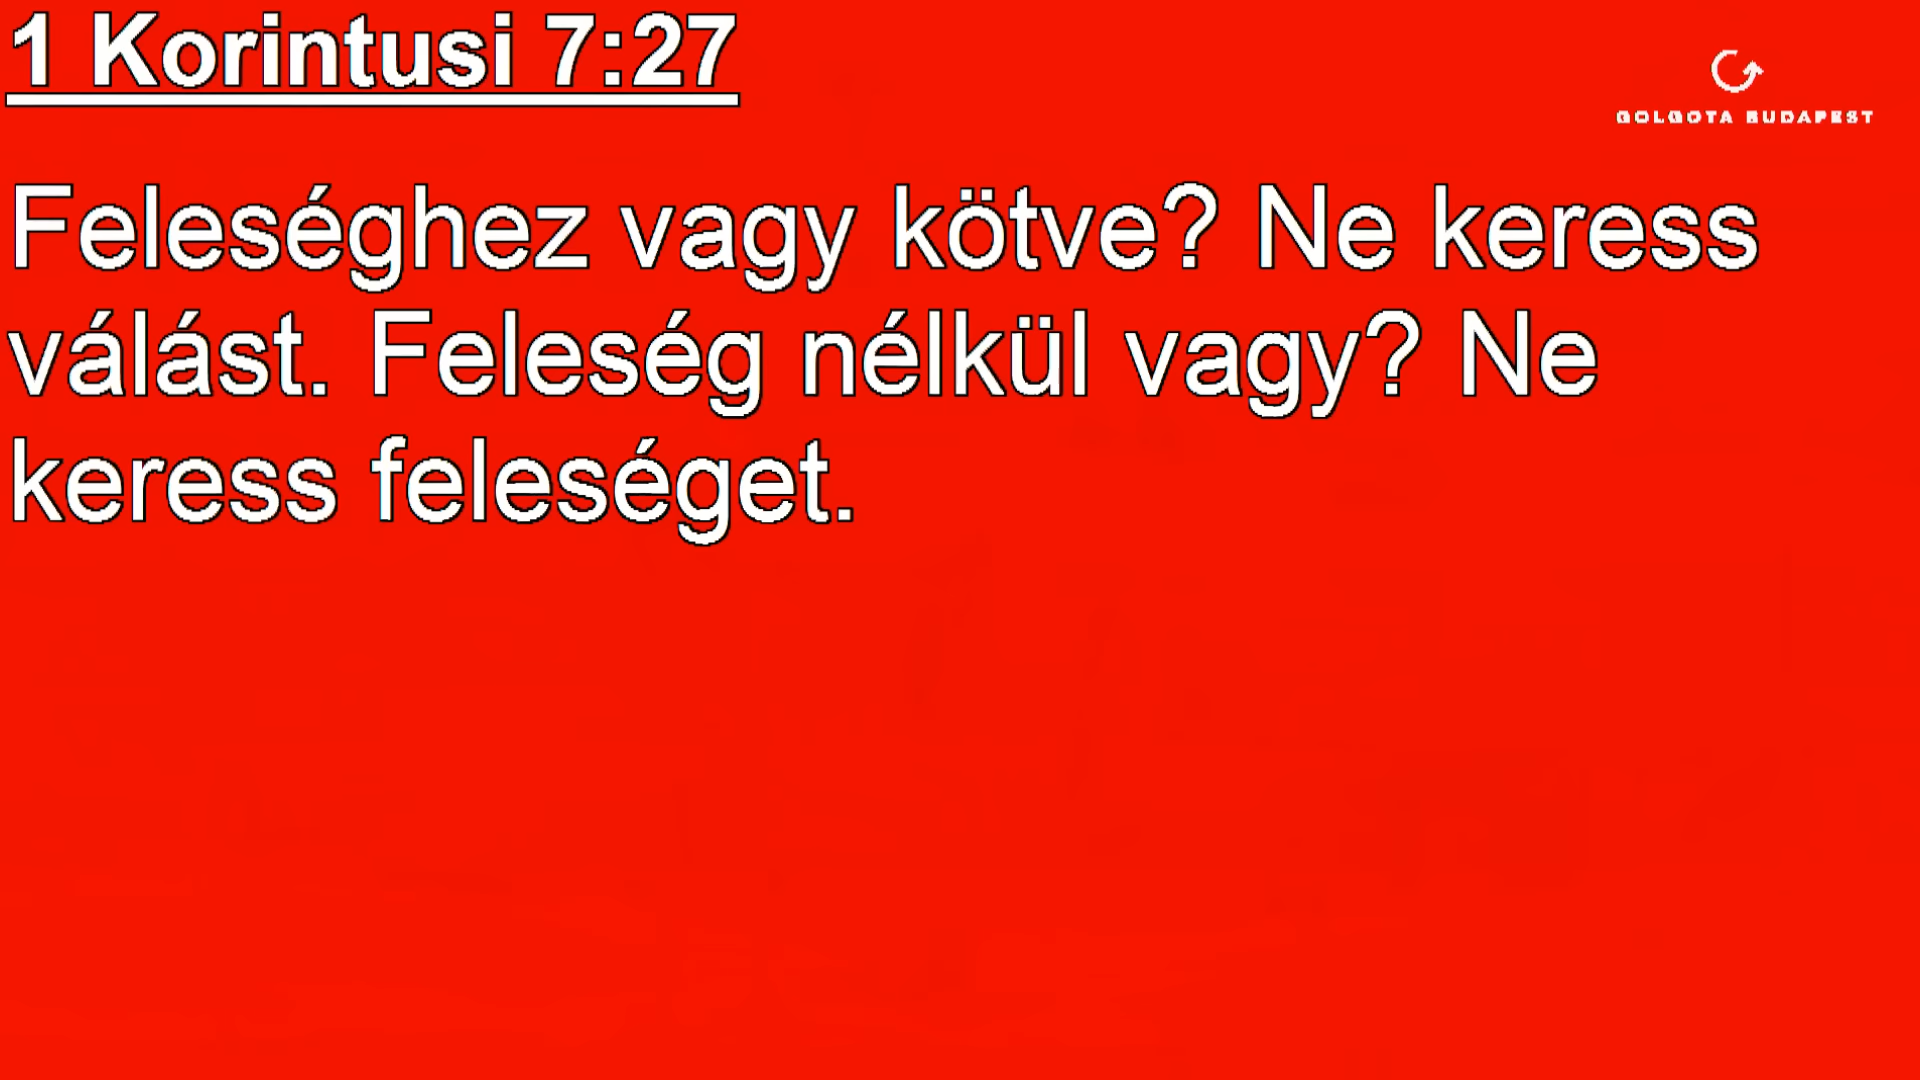 1 Korintusi 7:27
GOLGOTA BUDAPEST
Feleséghez vagy kötve? Ne keress
válást. Feleség nélkül vagy? Ne
keress feleséget.